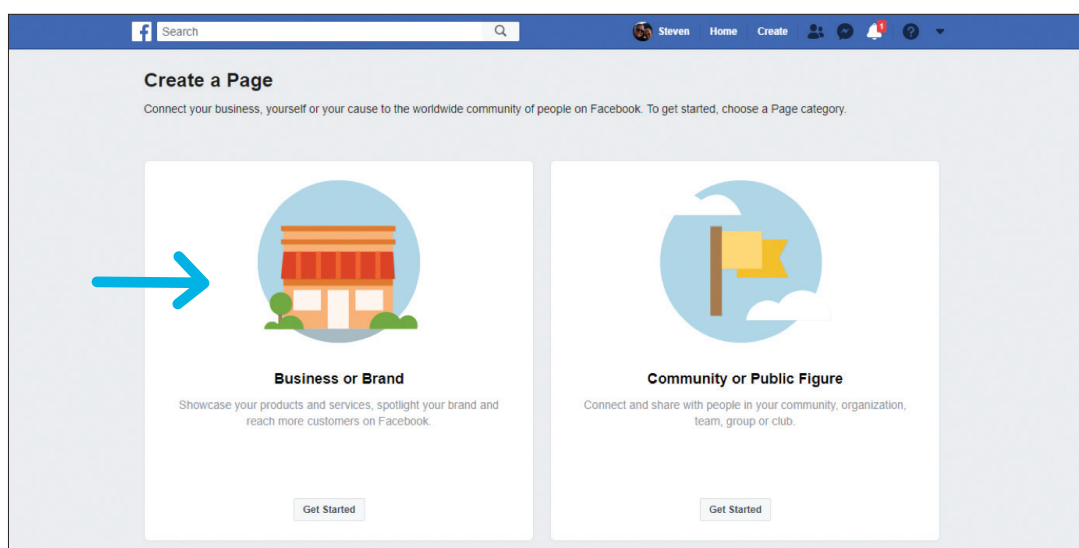 f Search Steven Home Create 1 ?
Create a Page
Connect your business, yourself or your cause to the worldwide community of people on Facebook. To get started, choose a Page category.
Business or Brand
Showcase your products and services, spotlight your brand and
reach more customers on Facebook.
Get Started
Community or Public Figure
Connect and share with people in your community, organization,
team, group or club.
Get Started